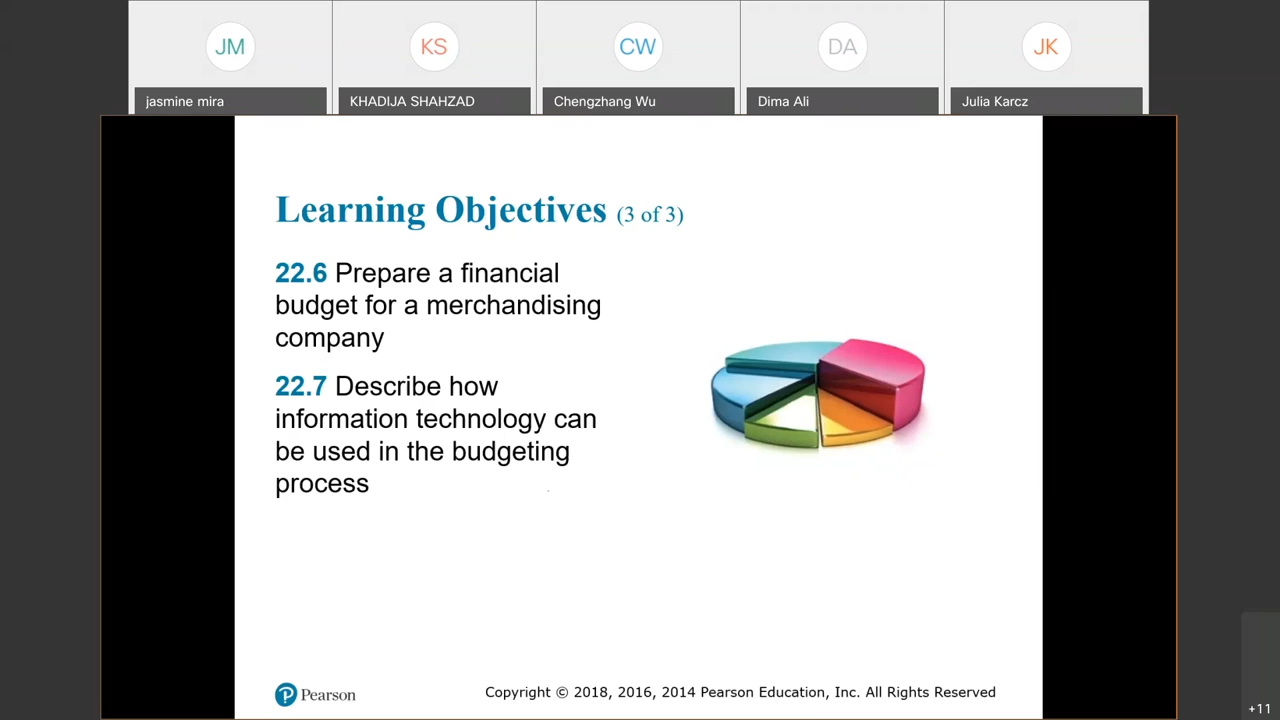 JM
KS
CW
DA
JK
jasmine mira
KHADIJA SHAHZAD
Chengzhang Wu
Dima Ali
Julia Karcz
Learning Objectives (3 of 3)
22.6 Prepare a financial
budget for a merchandising
company
22.7 Describe how
information technology can
be used in the budgeting
process
P Pearson
Copyright © 2018, 2016, 2014 Pearson Education, Inc. All Rights Reserved
+11